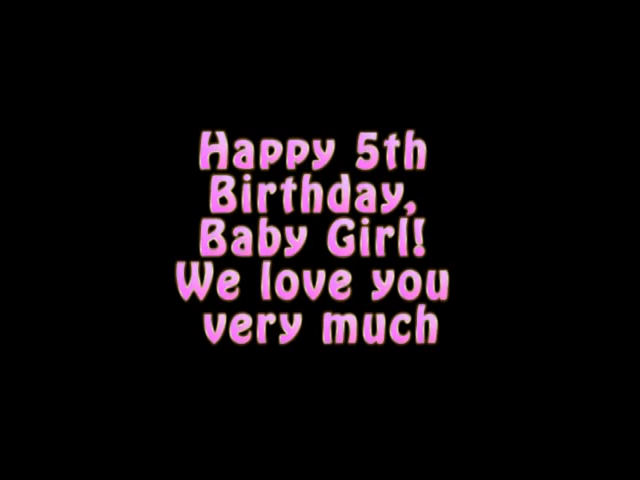 Happy 5th
Birthday,
Baby Girl!
We love you
very much